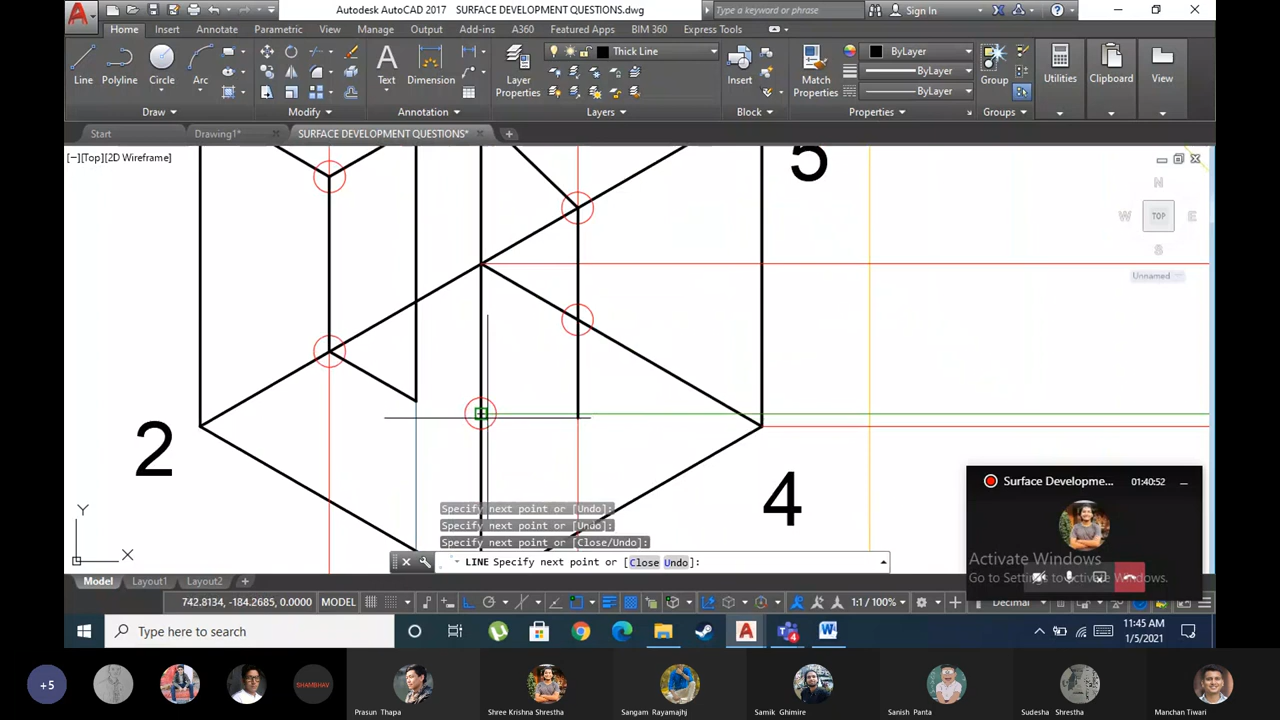 Autodesk AutoCAD 2017 SURFACE DEVELOPMENT QUESTIONS.dwg
Type a keyword or phrase
Sign In
Home Insert Annotate Parametric View Manage Output Add-ins A360 Featured Apps BIM 360 Express Tools
Line Polyline Circle Arc
Text Dimension
Layer Properties
Thick Line
Insert
Match Properties
ByLayer
ByLayer
ByLayer
Group
Utilities Clipboard View
Draw Modify Annotation Layers Block Properties Groups
Start Drawing1* SURFACE DEVELOPMENT QUESTIONS*
[−][Top][2D Wireframe]
5
N
W TOP E
S
Unnamed
2
4
Surface Developme... 01:40:52
Activate Windows
Go to Settings to activate Windows.
Y
X
Specify next point or [Undo]:
Specify next point or [Undo]:
Specify next point or [Close/Undo]:
LINE Specify next point or [Close Undo]:
Model Layout1 Layout2 +
742.8134, -184.2685, 0.0000 MODEL 1:1 / 100% Decimal
Type here to search
11:45 AM
1/5/2021
+5
SHAMBHAV
Prasun Thapa Shree Krishna Shrestha Sangam Rayamajhj Samik Ghimire Sanish Panta Sudesha Shrestha Manchan Tiwari